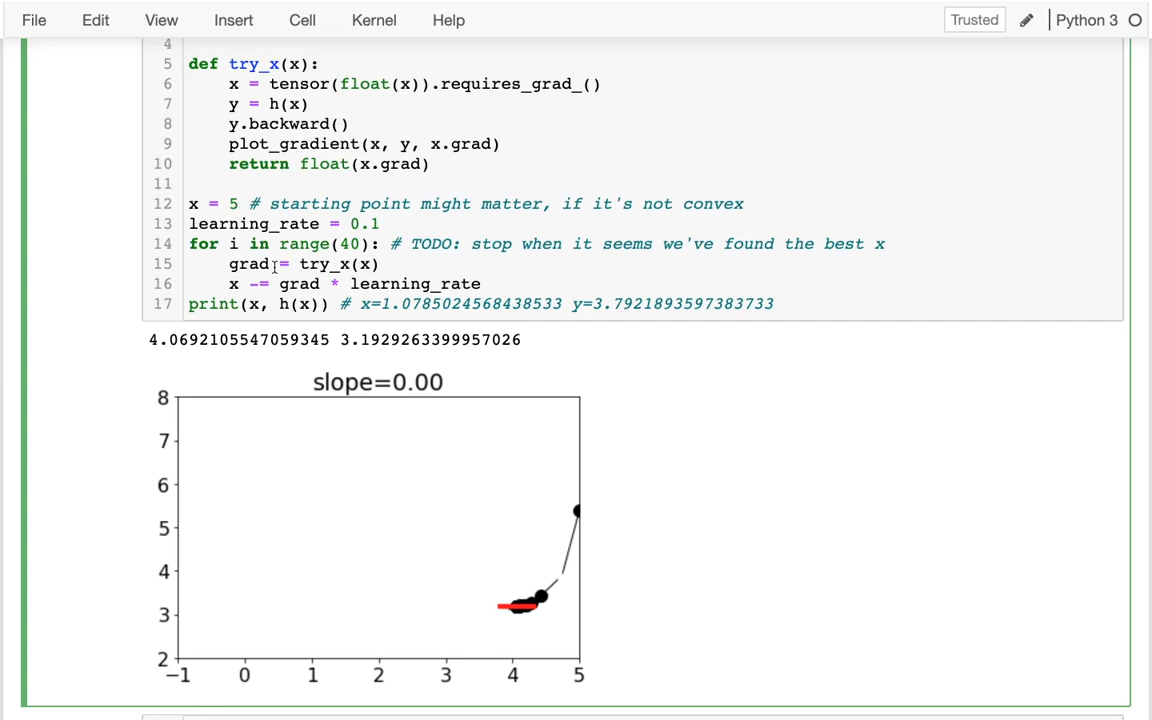 File Edit View Insert Cell Kernel Help Trusted Python 3
4
5 def try_x(x):
6 x = tensor(float(x)).requires_grad_()
7 y = h(x)
8 y.backward()
9 plot_gradient(x, y, x.grad)
10 return float(x.grad)
11
12 x = 5 # starting point might matter, if it's not convex
13 learning_rate = 0.1
14 for i in range(40): # TODO: stop when it seems we've found the best x
15 grad = try_x(x)
16 x -= grad * learning_rate
17 print(x, h(x)) # x=1.0785024568438533 y=3.7921893597383733
4.0692105547059345 3.1929263399957026
slope=0.00
8
7
6
5
4
3
2
−1 0 1 2 3 4 5